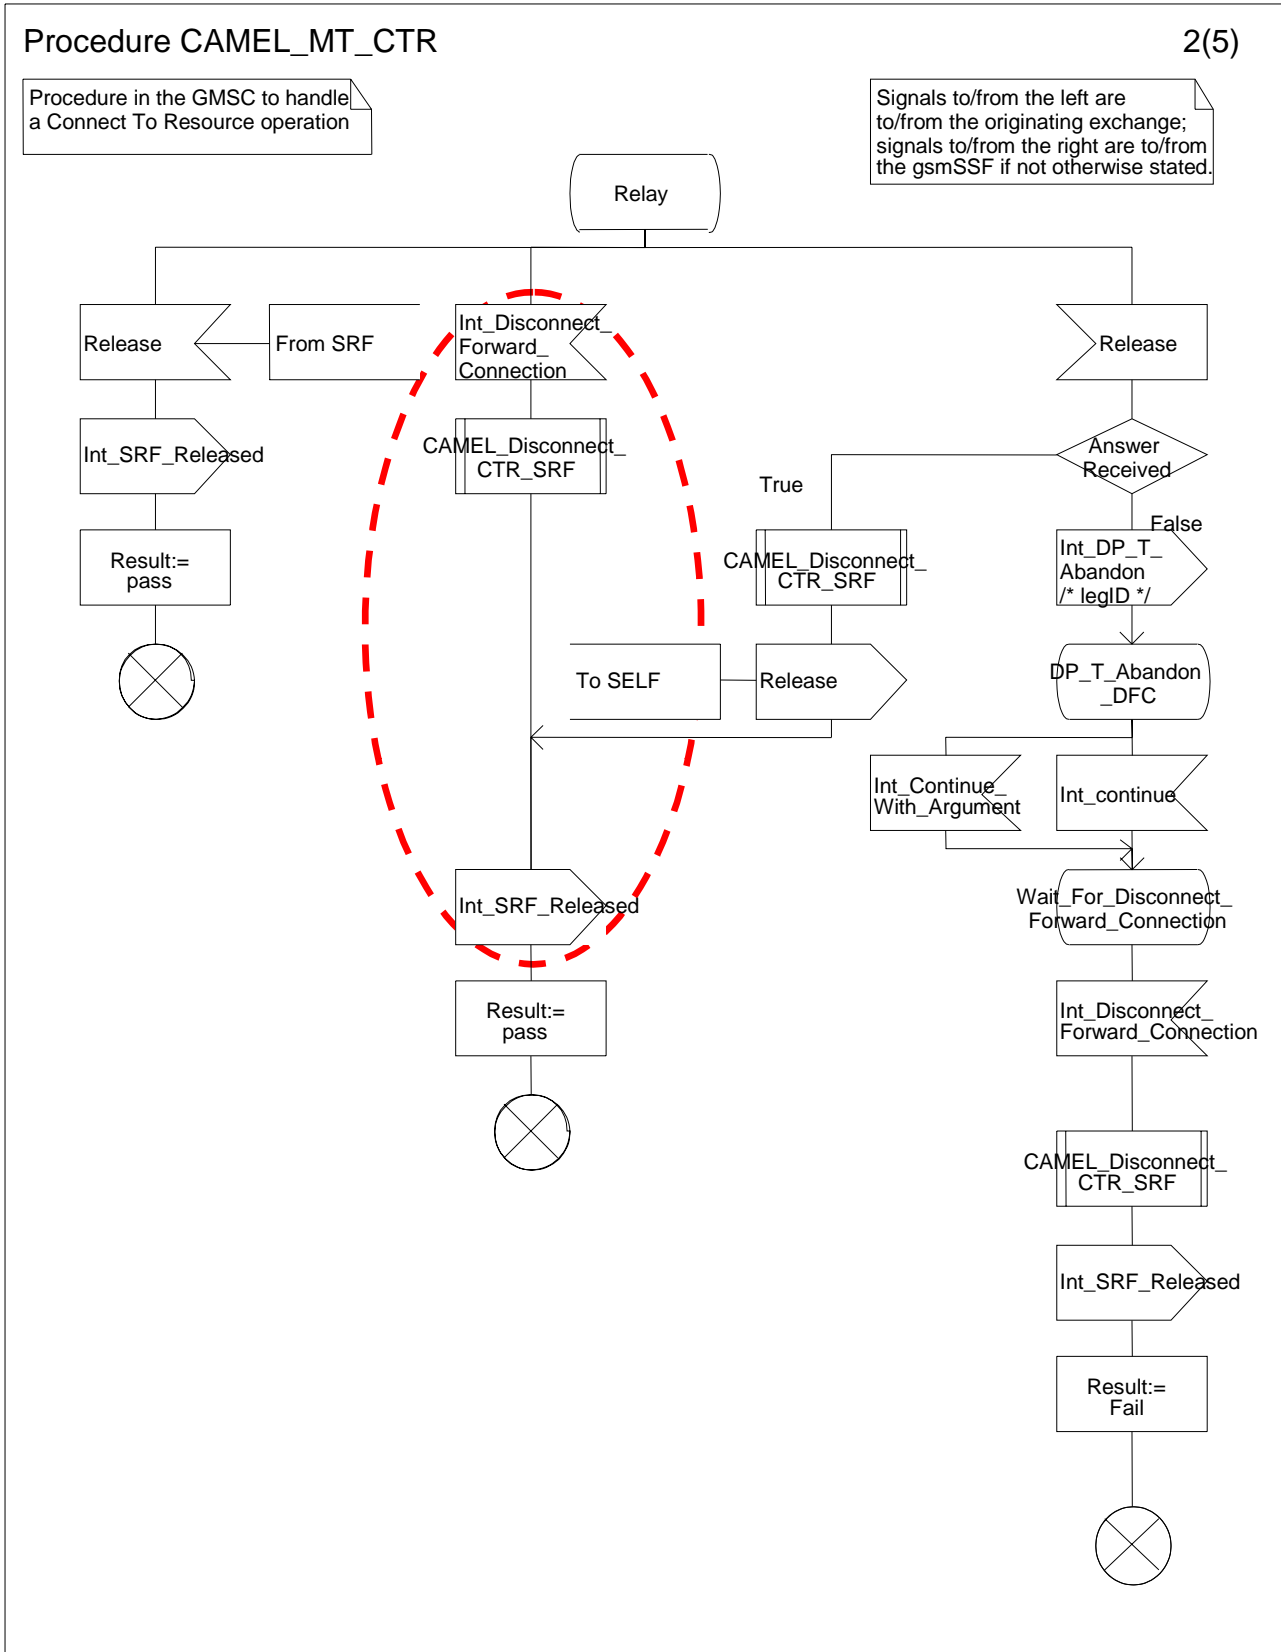 Procedure CAMEL_MT_CTR
2(5)
Procedure in the GMSC to handle
a Connect To Resource operation
Signals to/from the left are
to/from the originating exchange;
signals to/from the right are to/from
the gsmSSF if not otherwise stated.
Relay
Release
From SRF
Int_Disconnect_
Forward_
Connection
Release
Int_SRF_Released
CAMEL_Disconnect_
CTR_SRF
Answer
Received
True
False
Result:=
pass
CAMEL_Disconnect_
CTR_SRF
Int_DP_T_
Abandon
/* legID */
To SELF
Release
DP_T_Abandon
_DFC
Int_Continue_
With_Argument
Int_continue
Int_SRF_Released
Wait_For_Disconnect_
Forward_Connection
Result:=
pass
Int_Disconnect_
Forward_Connection
CAMEL_Disconnect_
CTR_SRF
Int_SRF_Released
Result:=
Fail